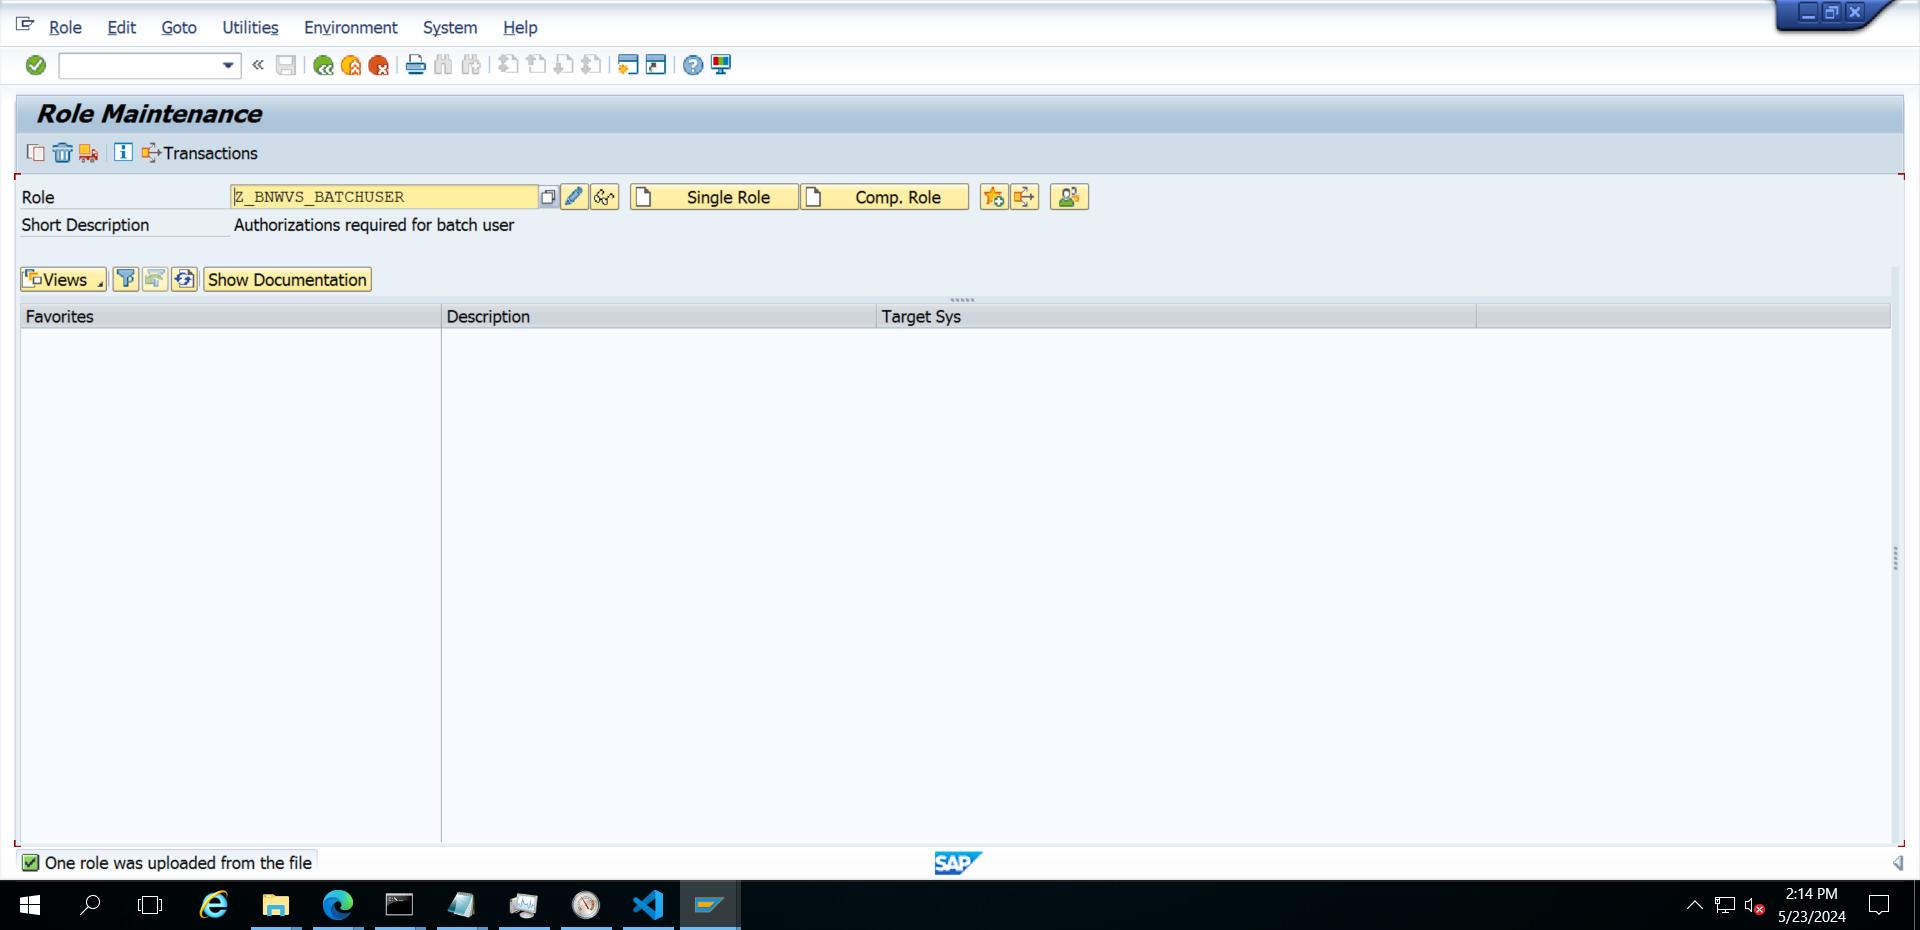 Role Edit Goto Utilities Environment System Help
Role Maintenance
Transactions
Role Z_BNWVS_BATCHUSER Single Role Comp. Role
Short Description Authorizations required for batch user
Views Show Documentation
Favorites Description Target Sys
One role was uploaded from the file SAP
2:14 PM
5/23/2024